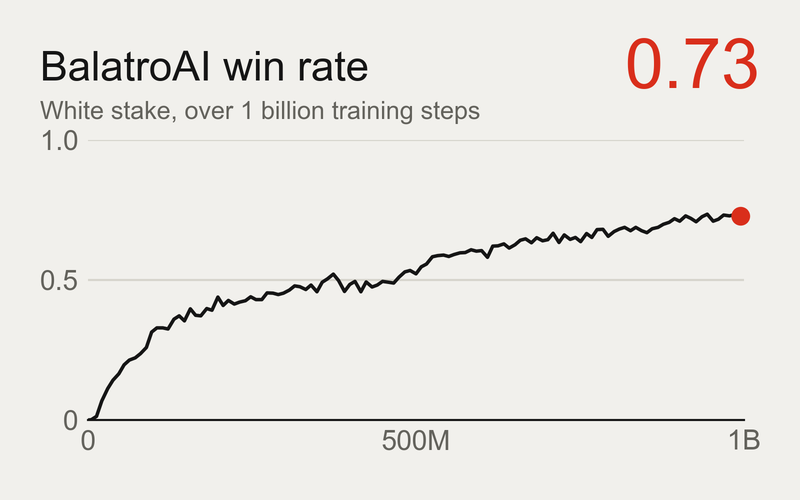 BalatroAI win rate
0.73
White stake, over 1 billion training steps
1.0
0.5
0
0
500M
1B